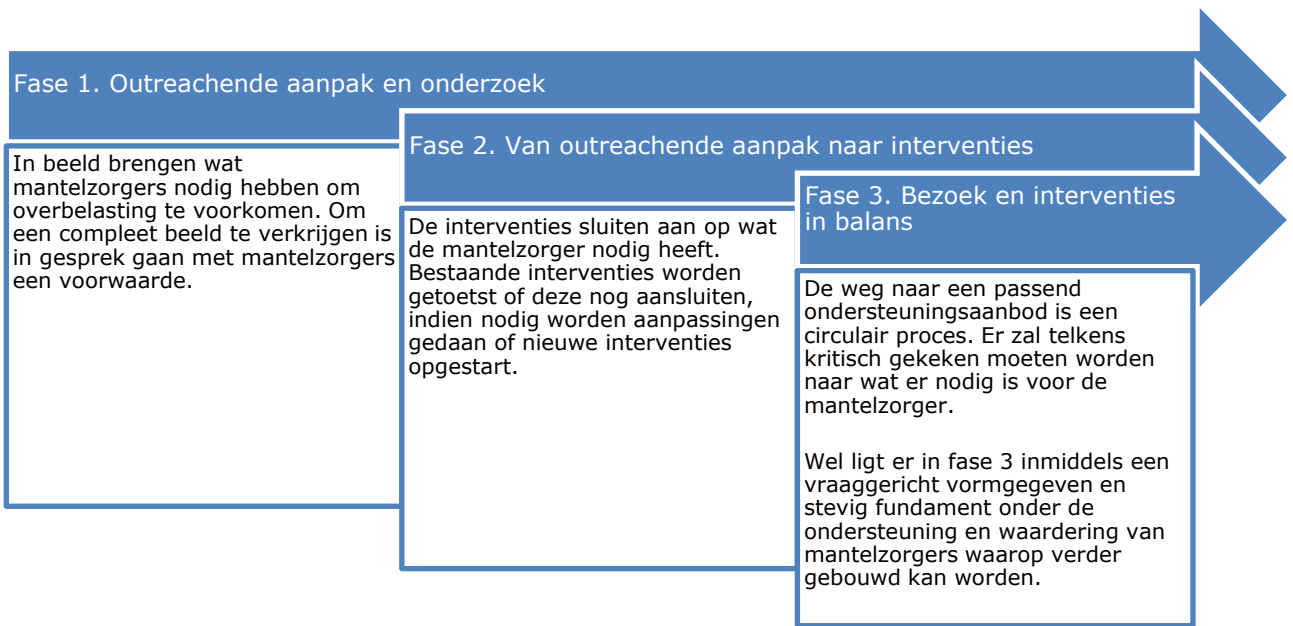 Fase 1. Outreachende aanpak en onderzoek
In beeld brengen wat
mantelzorgers nodig hebben om
overbelasting te voorkomen. Om
een compleet beeld te verkrijgen is
in gesprek gaan met mantelzorgers
een voorwaarde.
Fase 2. Van outreachende aanpak naar interventies
De interventies sluiten aan op wat
de mantelzorger nodig heeft.
Bestaande interventies worden
getoetst of deze nog aansluiten,
indien nodig worden aanpassingen
gedaan of nieuwe interventies
opgestart.
Fase 3. Bezoek en interventies
in balans
De weg naar een passend
ondersteuningsaanbod is een
circulair proces. Er zal telkens
kritisch gekeken moeten worden
naar wat er nodig is voor de
mantelzorger.
Wel ligt er in fase 3 inmiddels een
vraaggericht vormgegeven en
stevig fundament onder de
ondersteuning en waardering van
mantelzorgers waarop verder
gebouwd kan worden.